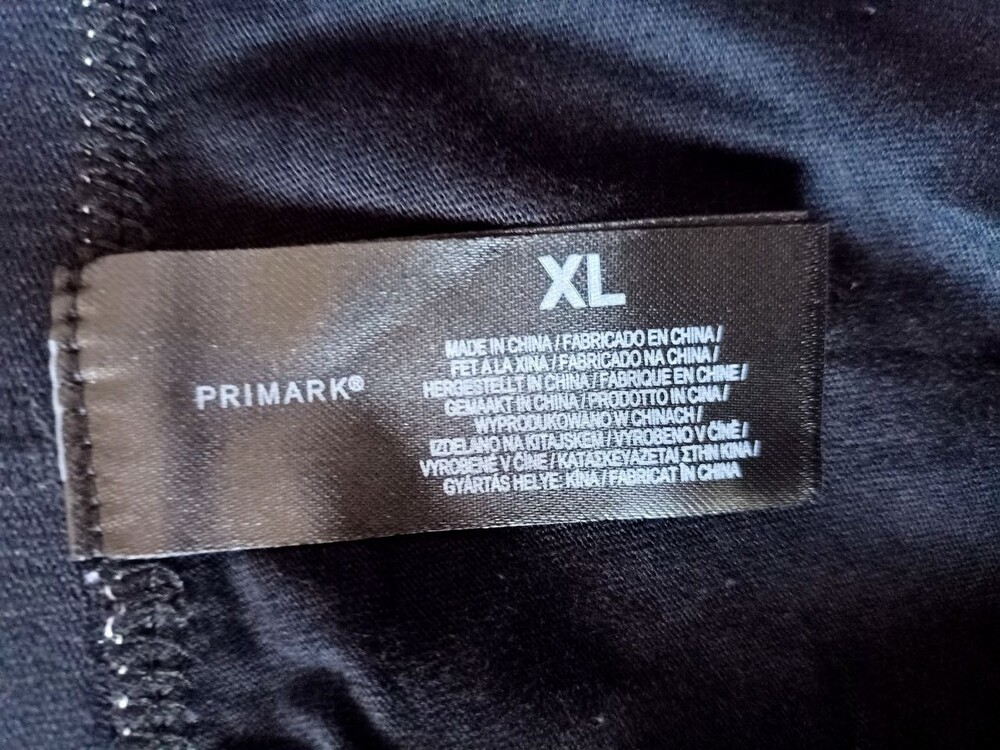 PRIMARK®
XL
MADE IN CHINA / FABRICADO EN CHINA /
FET A LA XINA / FABRICADO NA CHINA /
HERGESTELLT IN CHINA / FABRIQUE EN CHINE /
GEMAAKT IN CHINA / PRODOTTO IN CINA /
WYPRODUKOWANO W CHINACH /
IZDELANO NA KITAJSKEM / VYROBENO V ČÍNĚ /
VYROBENÉ V ČÍNE / ΚΑΤΑΣΚΕΥΑΖΕΤΑΙ ΣΤΗΝ ΚΙΝΑ /
GYÁRTÁS HELYE: KÍNA / FABRICAT ÎN CHINA